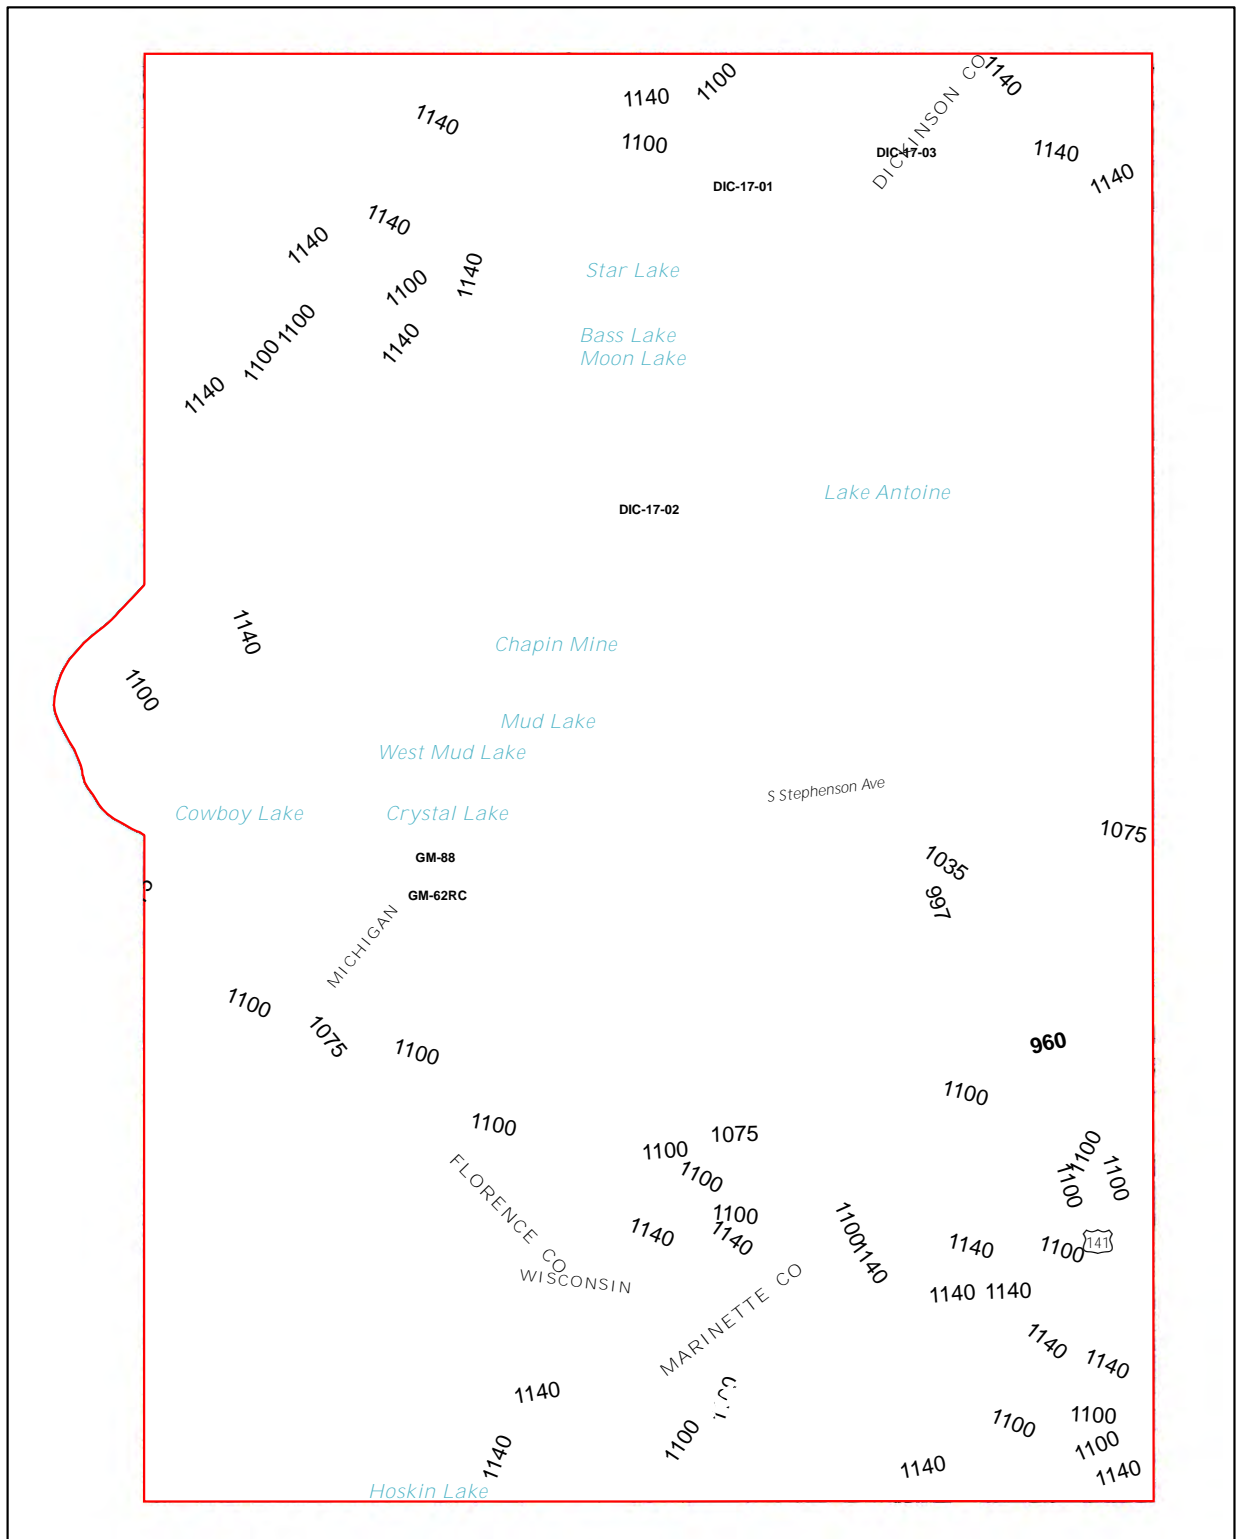 1140
1100
DICKINSON CO
1140
1140
1100
1140
DIC-17-03
1140
DIC-17-01
1140
1140
1140
1100
1140
Star Lake
1100
1140
Bass Lake
1100
Moon Lake
1140
Lake Antoine
DIC-17-02
1140
Chapin Mine
1100
Mud Lake
West Mud Lake
S Stephenson Ave
Cowboy Lake
Crystal Lake
1075
GM-88
1035
GM-62RC
997
MICHIGAN
1100
1075
1100
960
1100
1100
1075
1100
1100
1100
1100
1100
FLORENCE CO
1100
1140
1140
1100
1140
1140
1100
141
WISCONSIN
1140
1140
MARINETTE CO
1140
1140
1140
1100
1100
1100
1100
1140
1140
1140
Hoskin Lake